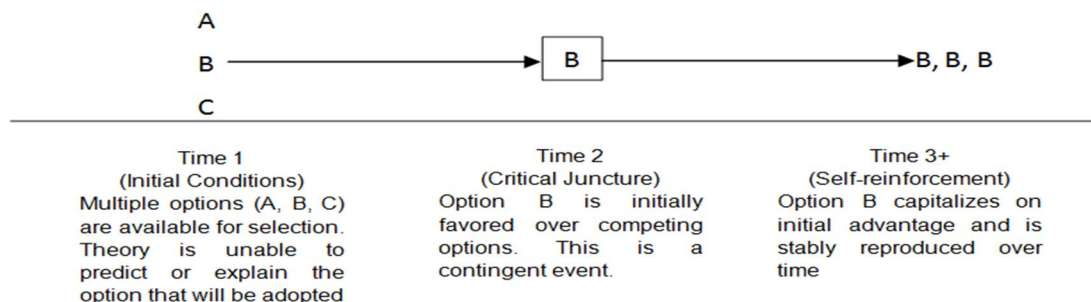 A
B
C
B
B, B, B
Time 1
(Initial Conditions)
Multiple options (A, B, C)
are available for selection.
Theory is unable to
predict or explain the
option that will be adopted
Time 2
(Critical Juncture)
Option B is initially
favored over competing
options. This is a
contingent event.
Time 3+
(Self-reinforcement)
Option B capitalizes on
initial advantage and is
stably reproduced over
time